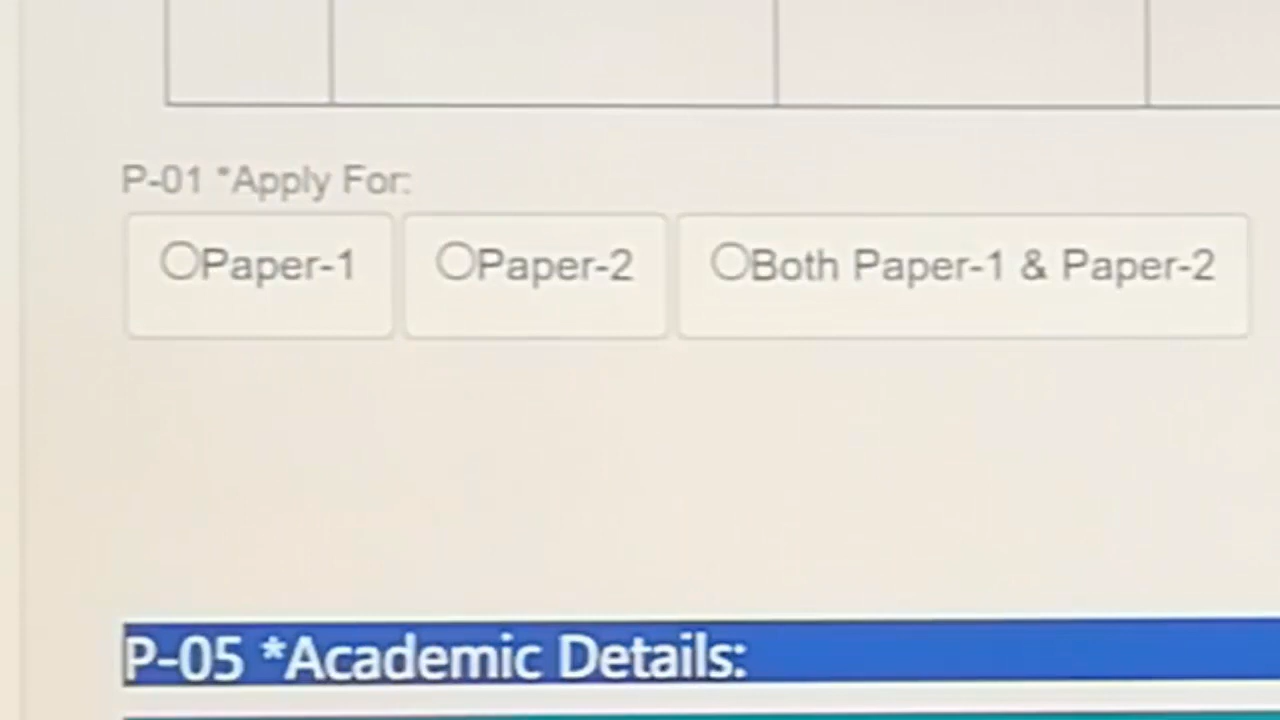 P-01 *Apply For:
Paper-1 Paper-2 Both Paper-1 & Paper-2
P-05 *Academic Details: